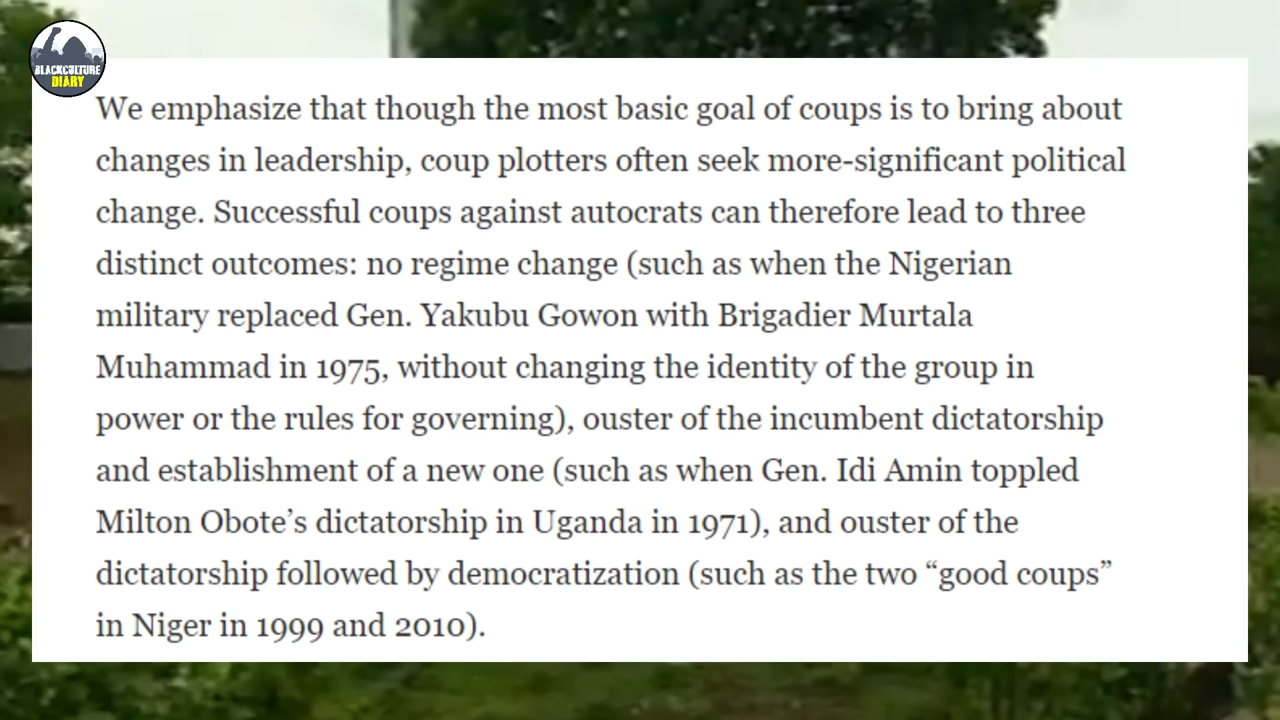 BLACKCULTURE
DIARY
We emphasize that though the most basic goal of coups is to bring about
changes in leadership, coup plotters often seek more-significant political
change. Successful coups against autocrats can therefore lead to three
distinct outcomes: no regime change (such as when the Nigerian
military replaced Gen. Yakubu Gowon with Brigadier Murtala
Muhammad in 1975, without changing the identity of the group in
power or the rules for governing), ouster of the incumbent dictatorship
and establishment of a new one (such as when Gen. Idi Amin toppled
Milton Obote’s dictatorship in Uganda in 1971), and ouster of the
dictatorship followed by democratization (such as the two “good coups”
in Niger in 1999 and 2010).